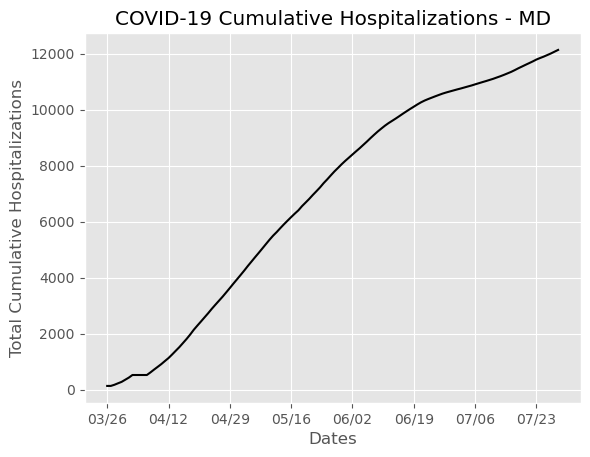 COVID-19 Cumulative Hospitalizations - MD
12000
10000
8000
6000
4000
2000
0
Total Cumulative Hospitalizations
03/26 04/12 04/29 05/16 06/02 06/19 07/06 07/23
Dates